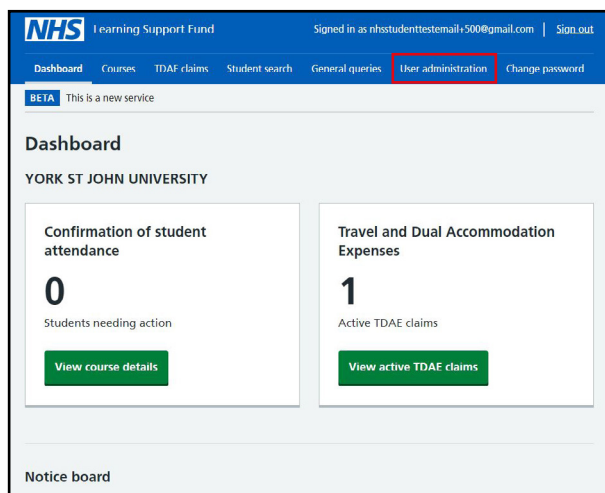 NHS Learning Support Fund Signed in as nhsstudenttestemail+500@gmail.com | Sign out
Dashboard Courses TDAE claims Student search General queries User administration Change password
BETA This is a new service
Dashboard
YORK ST JOHN UNIVERSITY
Confirmation of student
attendance
0
Students needing action
View course details
Travel and Dual Accommodation
Expenses
1
Active TDAE claims
View active TDAE claims
Notice board